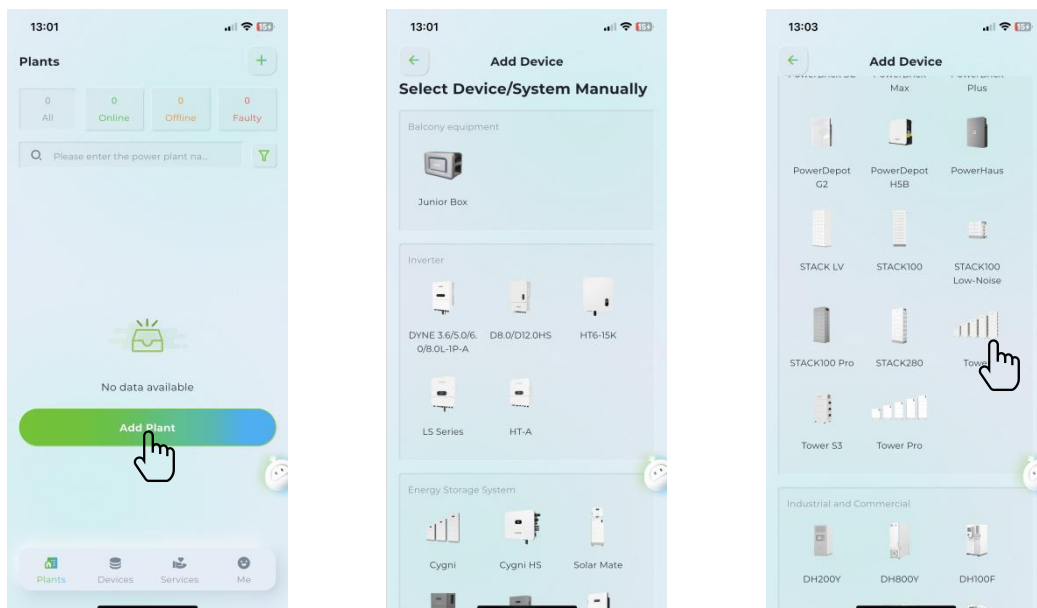 13:01
Plants
0
All
0
Online
0
Offline
0
Faulty
Please enter the power plant na...
No data available
Add Plant
Plants
Devices
Services
Me
13:01
Add Device
Select Device/System Manually
Balcony equipment
Junior Box
Inverter
DYNE 3.6/5.0/6.
0/8.0L-1P-A
D8.0/D12.0HS
HT6-15K
LS Series
HT-A
Energy Storage System
Cygni
Cygni HS
Solar Mate
13:03
Add Device
Max
Plus
PowerDepot
G2
PowerDepot
H5B
PowerHaus
STACK LV
STACK100
STACK100
Low-Noise
STACK100 Pro
STACK280
Towe
Tower S3
Tower Pro
Industrial and Commercial
DH200Y
DH800Y
DH100F